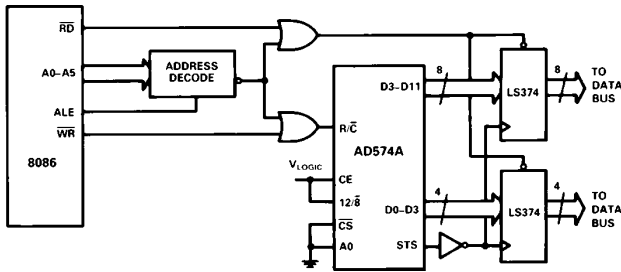 RD
A0–A5
ALE
WR
8086
ADDRESS
DECODE
R/C
VLOGIC
CE
12/8
CS
A0
AD574A
D3–D11
D0–D3
STS
8
4
LS374
LS374
8
TO
DATA
BUS
4
TO
DATA
BUS